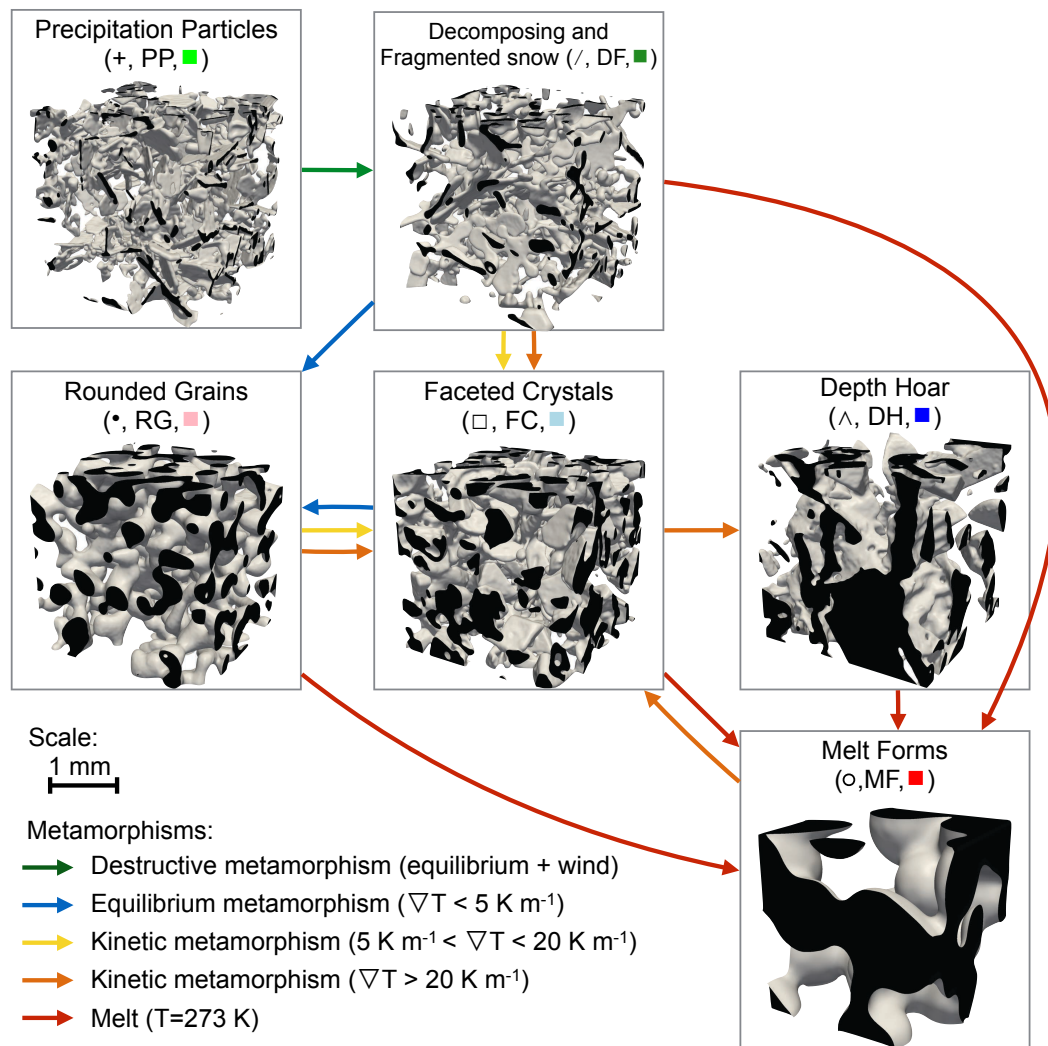 Precipitation Particles
(+, PP, ■)
Decomposing and
Fragmented snow (/, DF, ■)
Rounded Grains
(•, RG, ■)
Faceted Crystals
(□, FC, ■)
Depth Hoar
(∧, DH, ■)
Melt Forms
(○,MF, ■)
Scale:
1 mm
Metamorphisms:
Destructive metamorphism (equilibrium + wind)
Equilibrium metamorphism (▽T < 5 K m⁻¹)
Kinetic metamorphism (5 K m⁻¹ < ▽T < 20 K m⁻¹)
Kinetic metamorphism (▽T > 20 K m⁻¹)
Melt (T=273 K)